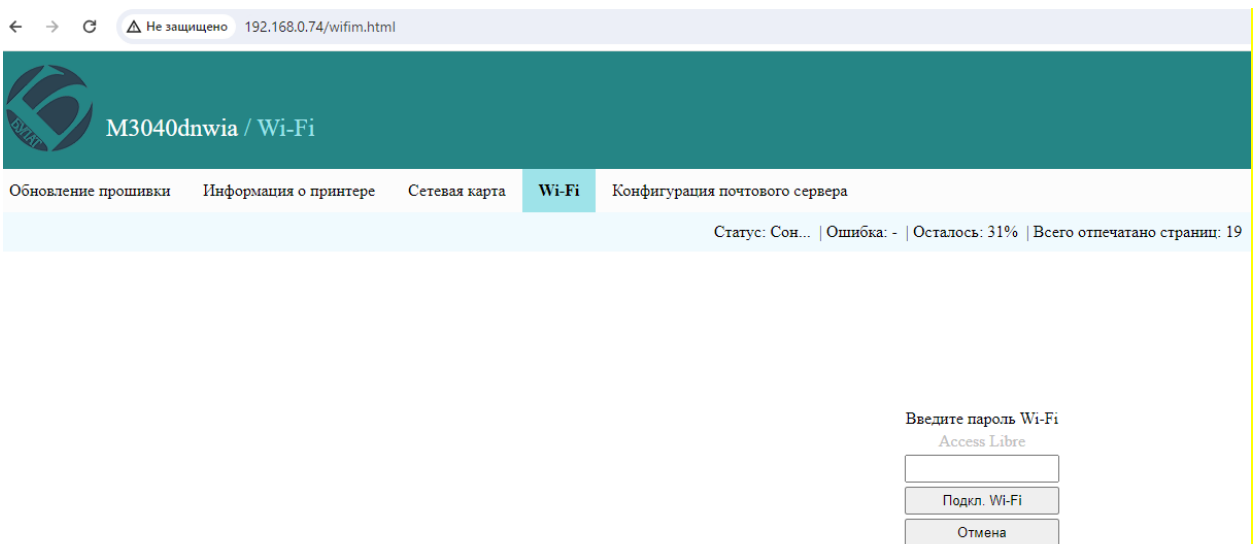 Не защищено 192.168.0.74/wifim.html
БУЛАТ
M3040dnwia / Wi-Fi
Обновление прошивки Информация о принтере Сетевая карта Wi-Fi Конфигурация почтового сервера
Статус: Сон... | Ошибка: - | Осталось: 31% | Всего отпечатано страниц: 19
Введите пароль Wi-Fi
Access Libre
Подкл. Wi-Fi
Отмена